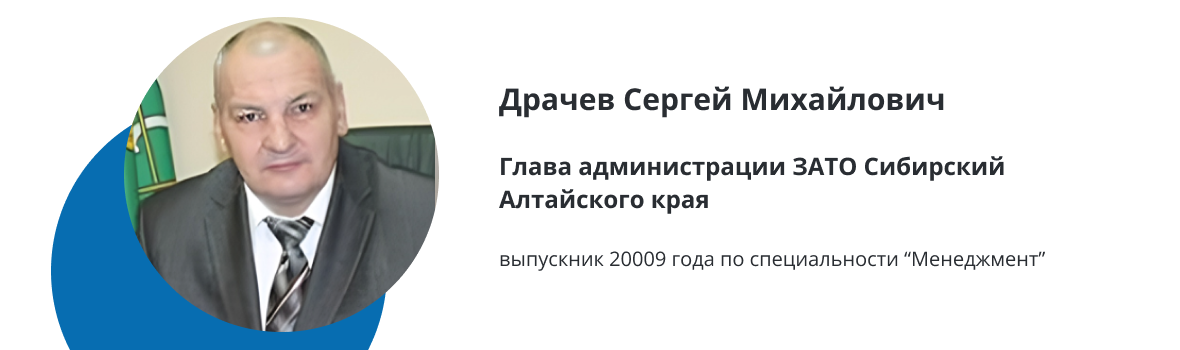 Драчев Сергей Михайлович
Глава администрации ЗАТО Сибирский
Алтайского края
выпускник 20009 года по специальности “Менеджмент”